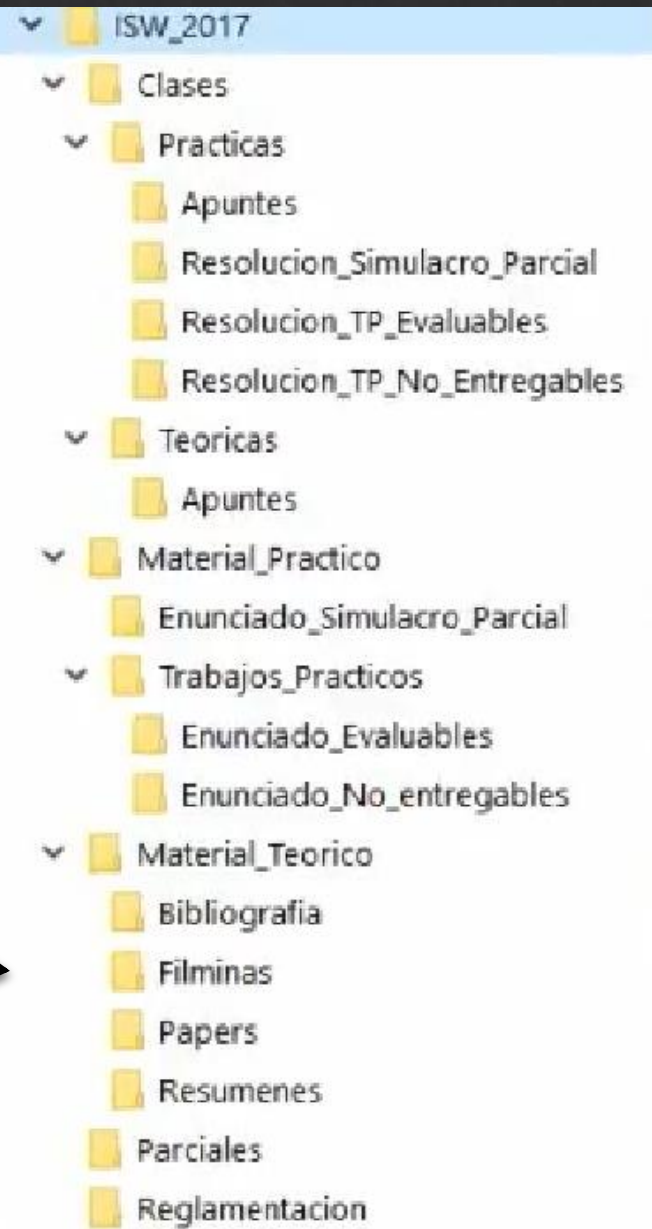 ISW_2017
Clases
Practicas
Apuntes
Resolucion_Simulacro_Parcial
Resolucion_TP_Evaluables
Resolucion_TP_No_Entregables
Teoricas
Apuntes
Material_Practico
Enunciado_Simulacro_Parcial
Trabajos_Practicos
Enunciado_Evaluables
Enunciado_No_entregables
Material_Teorico
Bibliografia
Filminas
Papers
Resumenes
Parciales
Reglamentacion